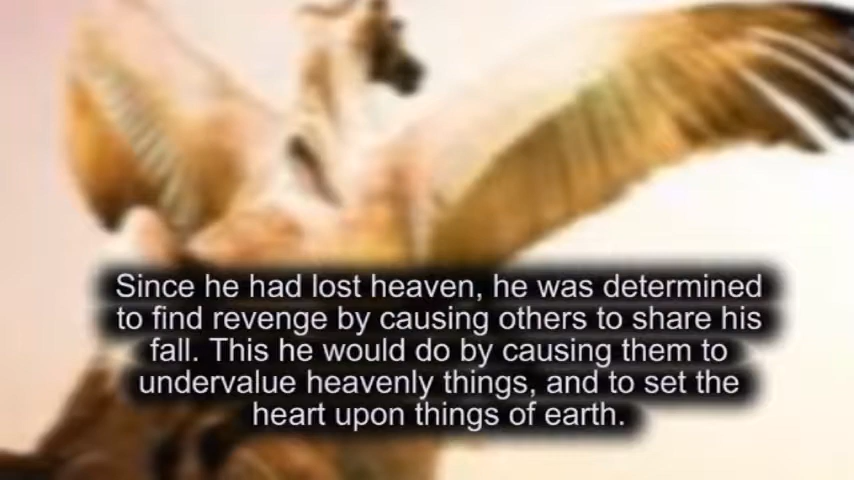 Since he had lost heaven, he was determined
to find revenge by causing others to share his
fall. This he would do by causing them to
undervalue heavenly things, and to set the
heart upon things of earth.